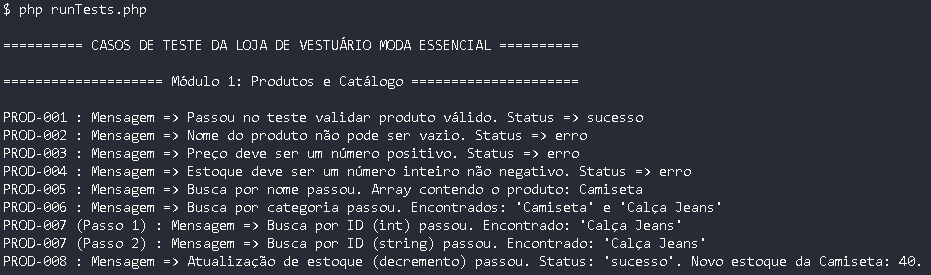 $ php runTests.php
========== CASOS DE TESTE DA LOJA DE VESTUÁRIO MODA ESSENCIAL ==========
==================== Módulo 1: Produtos e Catálogo =====================
PROD-001 : Mensagem => Passou no teste validar produto válido. Status => sucesso
PROD-002 : Mensagem => Nome do produto não pode ser vazio. Status => erro
PROD-003 : Mensagem => Preço deve ser um número positivo. Status => erro
PROD-004 : Mensagem => Estoque deve ser um número inteiro não negativo. Status => erro
PROD-005 : Mensagem => Busca por nome passou. Array contendo o produto: Camiseta
PROD-006 : Mensagem => Busca por categoria passou. Encontrados: 'Camiseta' e 'Calça Jeans'
PROD-007 (Passo 1) : Mensagem => Busca por ID (int) passou. Encontrado: 'Calça Jeans'
PROD-007 (Passo 2) : Mensagem => Busca por ID (string) passou. Encontrado: 'Calça Jeans'
PROD-008 : Mensagem => Atualização de estoque (decremento) passou. Status: 'sucesso'. Novo estoque da Camiseta: 40.